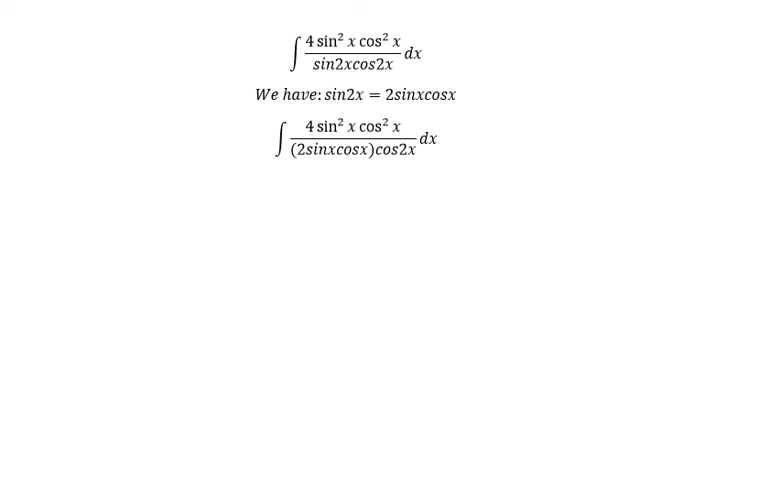 ∫ 4 sin² x cos² x / sin2xcos2x dx
We have: sin2x = 2sinxcosx
∫ 4 sin² x cos² x / (2sinxcosx)cos2x dx